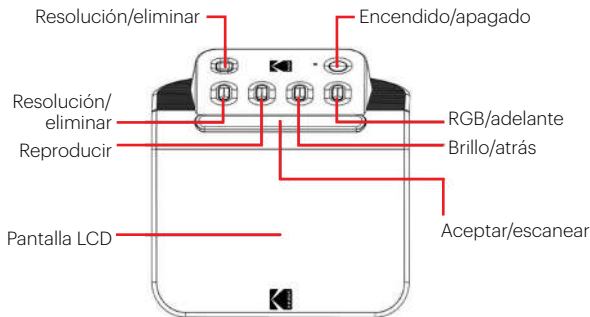 Resolución/eliminar
Encendido/apagado
Resolución/
eliminar
RGB/adelante
Reproducir
Brillo/atrás
Aceptar/escanear
Pantalla LCD